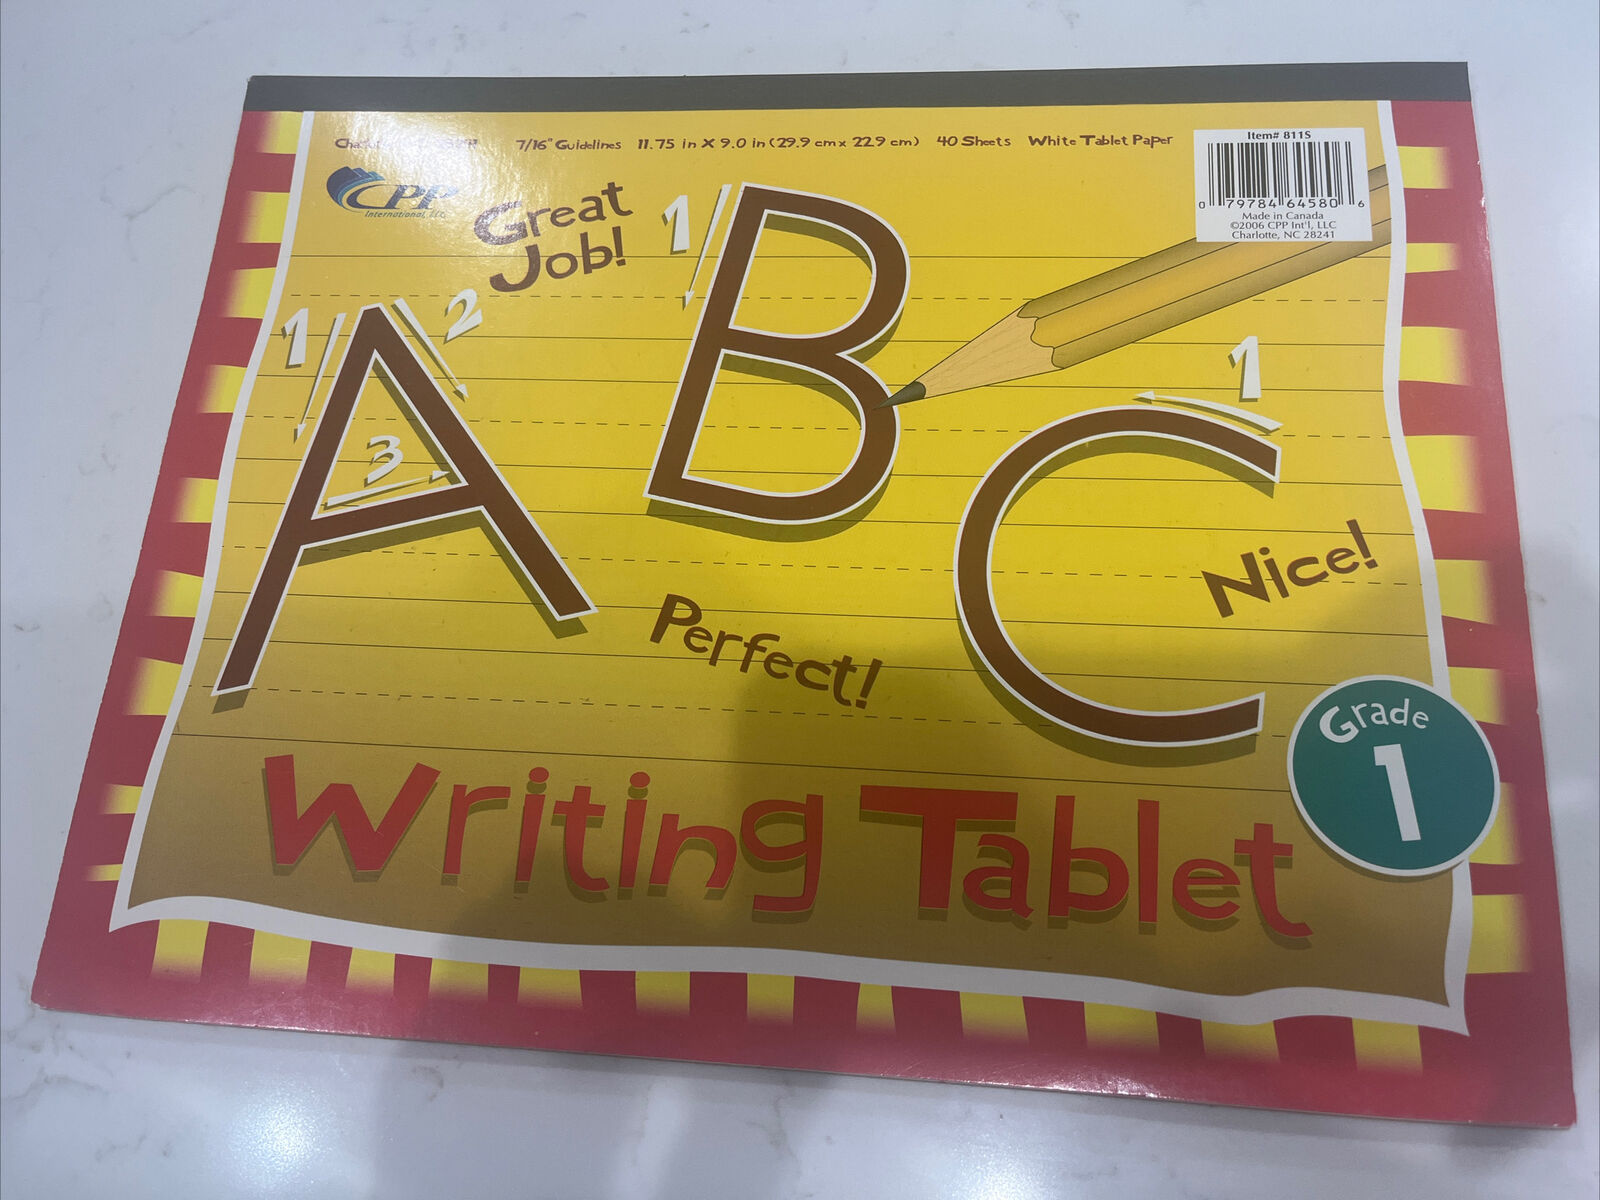 7/16" Guidelines 11.75 in X 9.0 in (29.9 cm x 22.9 cm) 40 Sheets White Tablet Paper
Item# 811S
0 79784 64580 6
Made in Canada
©2006 CPP Int'l, LLC
Charlotte, NC 28241
CPP
International, LLC
Great
Job!
1
2
3
A
1
B
1
C
Nice!
Perfect!
Grade
1
Writing Tablet